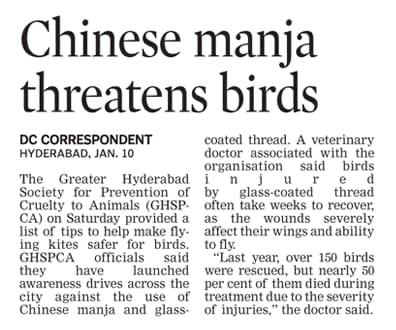 Chinese manja
threatens birds
DC CORRESPONDENT
HYDERABAD, JAN. 10
The Greater Hyderabad
Society for Prevention of
Cruelty to Animals (GHSP-
CA) on Saturday provided a
list of tips to help make fly-
ing kites safer for birds.
GHSPCA officials said
they have launched
awareness drives across the
city against the use of
Chinese manja and glass-
coated thread. A veterinary
doctor associated with the
organisation said birds
i n j u r e d
by glass-coated thread
often take weeks to recover,
as the wounds severely
affect their wings and ability
to fly.
“Last year, over 150 birds
were rescued, but nearly 50
per cent of them died during
treatment due to the severity
of injuries,” the doctor said.